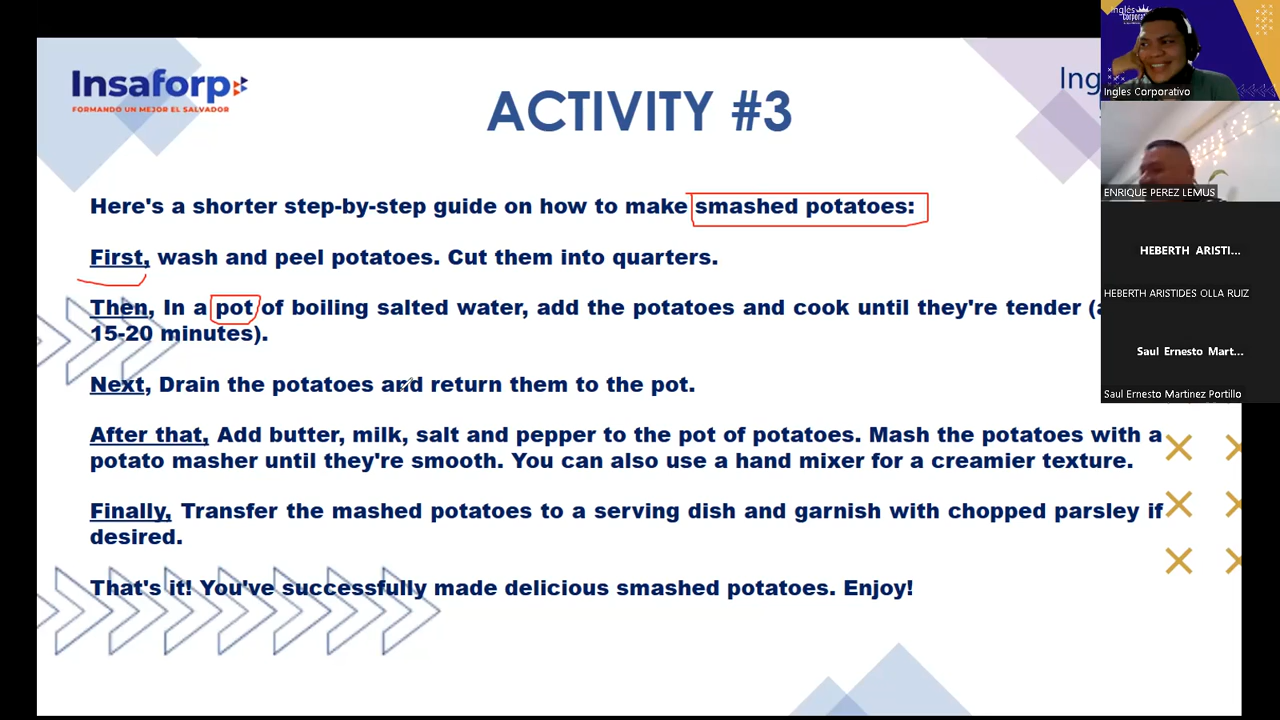 Insaforp
FORMANDO UN MEJOR EL SALVADOR
ACTIVITY #3
Ing
Here's a shorter step-by-step guide on how to make smashed potatoes:
First, wash and peel potatoes. Cut them into quarters.
Then, In a pot of boiling salted water, add the potatoes and cook until they're tender (a
15-20 minutes).
Next, Drain the potatoes and return them to the pot.
After that, Add butter, milk, salt and pepper to the pot of potatoes. Mash the potatoes with a
potato masher until they're smooth. You can also use a hand mixer for a creamier texture.
Finally, Transfer the mashed potatoes to a serving dish and garnish with chopped parsley if
desired.
That's it! You've successfully made delicious smashed potatoes. Enjoy!
Inglés
Corporativo
Ingles Corporativo
ENRIQUE PEREZ LEMUS
HEBERTH ARISTI...
HEBERTH ARISTIDES OLLA RUIZ
Saul Ernesto Mart...
Saul Ernesto Martinez Portillo